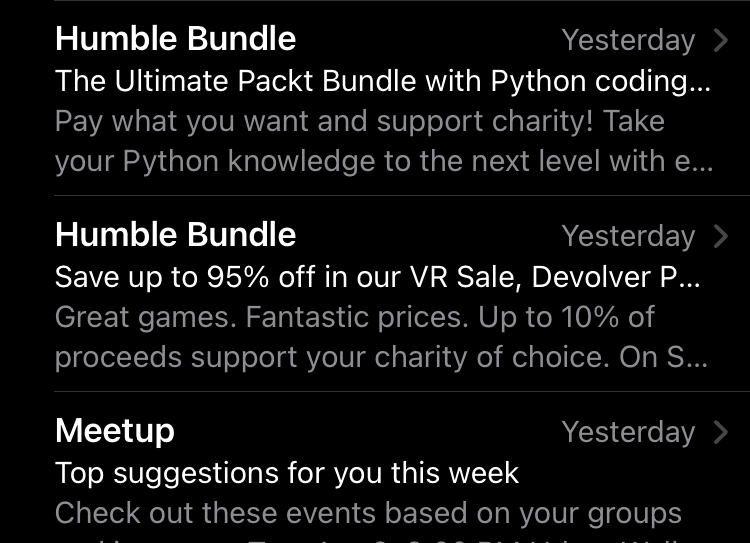 Humble Bundle
Yesterday
The Ultimate Packt Bundle with Python coding...
Pay what you want and support charity! Take
your Python knowledge to the next level with e...
Humble Bundle
Yesterday
Save up to 95% off in our VR Sale, Devolver P...
Great games. Fantastic prices. Up to 10% of
proceeds support your charity of choice. On S...
Meetup
Yesterday
Top suggestions for you this week
Check out these events based on your groups